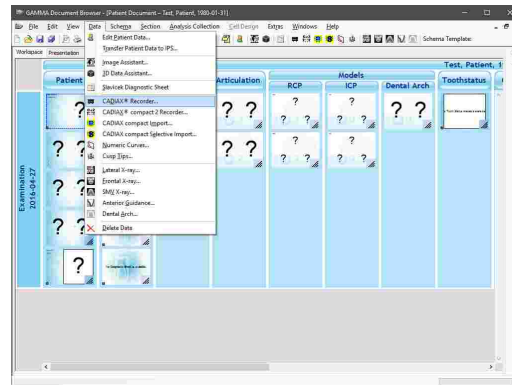 GAMMA Document Browser - [Patient Document - Test, Patient, 1980-01-31]
File Edit View Data Schema Section Analysis Collection Cell Design Extras Windows Help
Schema Template:
Workspace Presentation
Edit Patient Data...
Transfer Patient Data to IPS...
Image Assistant...
3D Data Assistant...
Slavicek Diagnostic Sheet
CADIAX® Recorder...
CADIAX® compact 2 Recorder...
CADIAX compact Import...
CADIAX compact Selective Import...
Numeric Curves...
Cusp Tips...
Lateral X-ray...
Frontal X-ray...
SMV X-ray...
Anterior Guidance...
Dental Arch...
Delete Data
Test, Patient, 1
Patient
Articulation
Models
RCP
ICP
Dental Arch
Toothstatus
Examination
2016-04-27
? ? ?
?
? ? ? ? ? ?
? ?
? ?
? ?
? ?
? ?
?